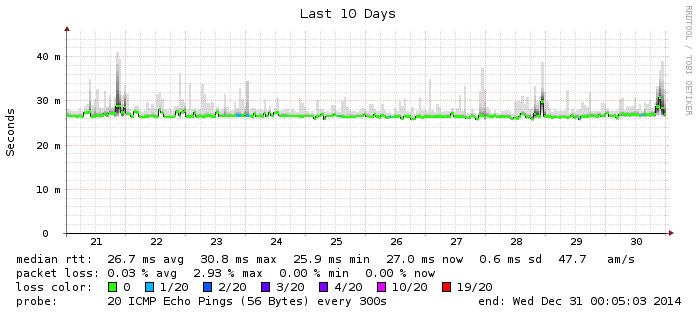 Last 10 Days
RRDTOOL / TOBI OETIKER
Seconds
40 m
30 m
20 m
10 m
0
21 22 23 24 25 26 27 28 29 30
median rtt: 26.7 ms avg 30.8 ms max 25.9 ms min 27.0 ms now 0.6 ms sd 47.7 am/s
packet loss: 0.03 % avg 2.93 % max 0.00 % min 0.00 % now
loss color: 0 1/20 2/20 3/20 4/20 10/20 19/20
probe: 20 ICMP Echo Pings (56 Bytes) every 300s end: Wed Dec 31 00:05:03 2014